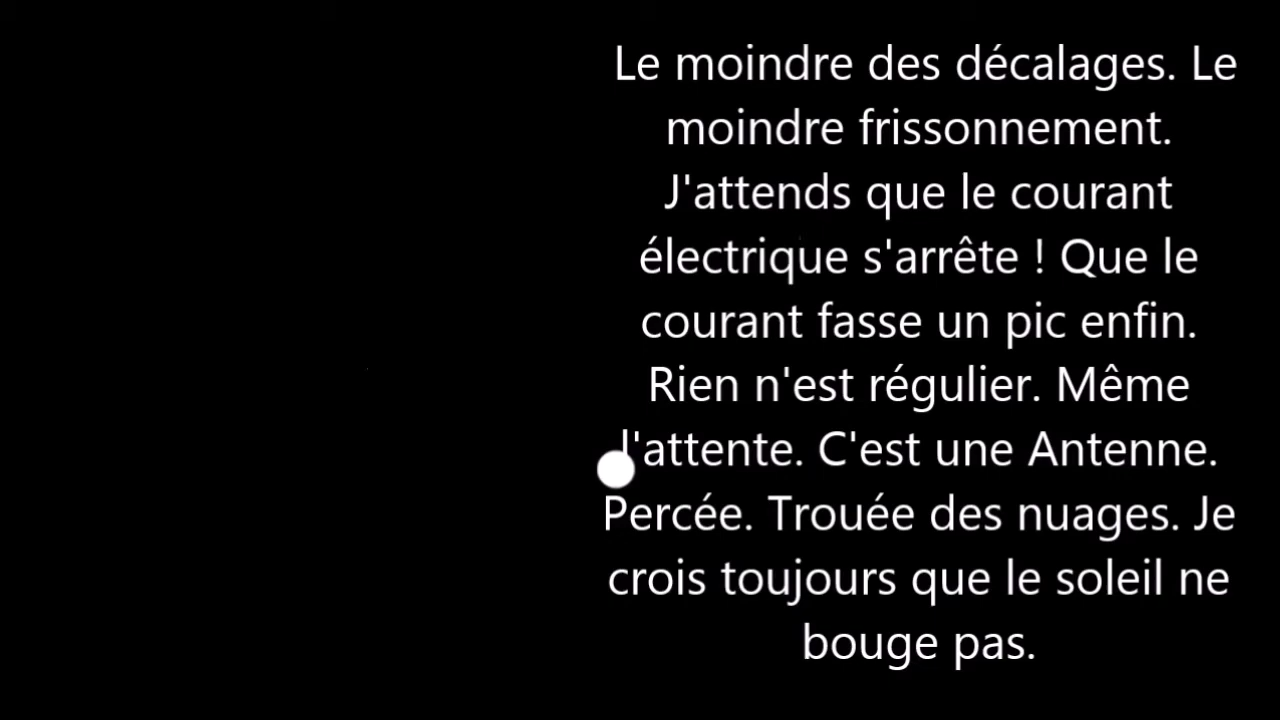 Le moindre des décalages. Le
moindre frissonnement.
J'attends que le courant
électrique s'arrête ! Que le
courant fasse un pic enfin.
Rien n'est régulier. Même
l'attente. C'est une Antenne.
Percée. Trouée des nuages. Je
crois toujours que le soleil ne
bouge pas.